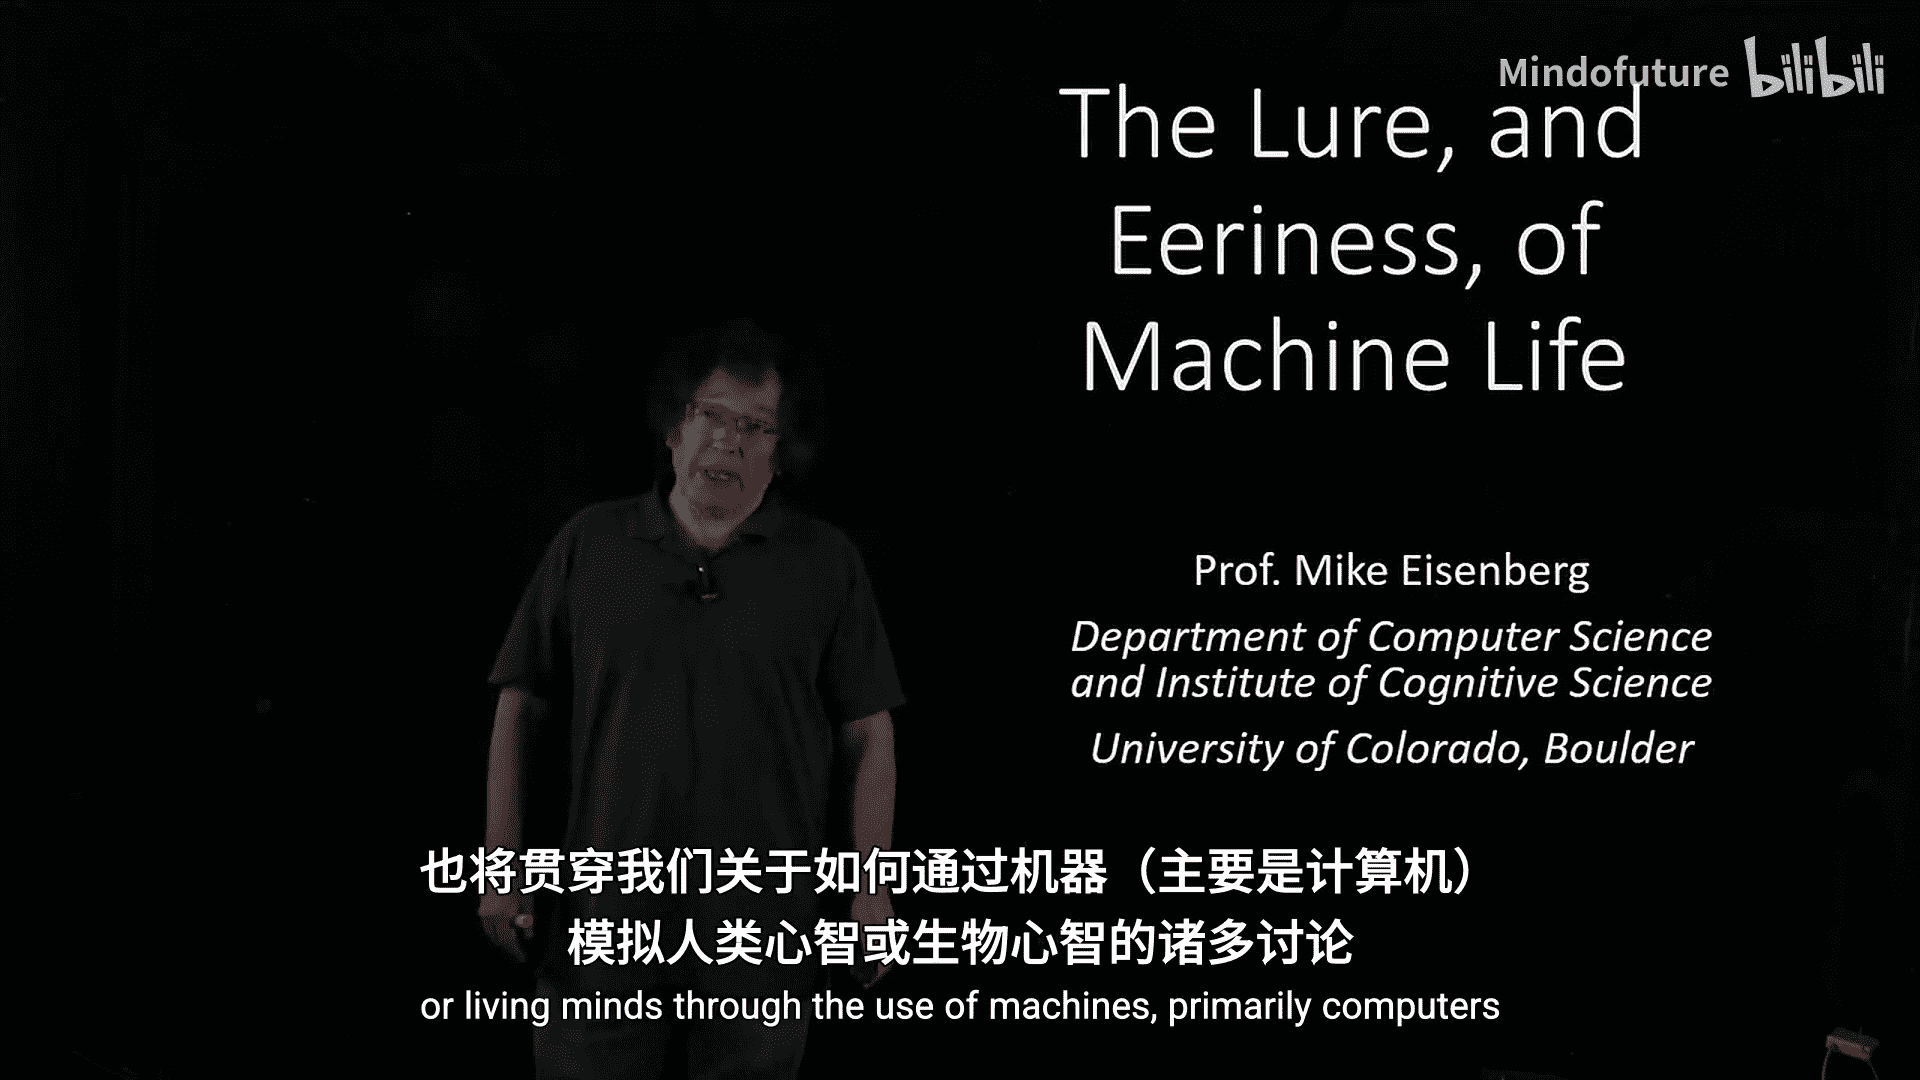 Mindofuture bilibili
The Lure, and
Eeriness, of
Machine Life
Prof. Mike Eisenberg
Department of Computer Science
and Institute of Cognitive Science
University of Colorado, Boulder
也将贯穿我们关于如何通过机器（主要是计算机）
模拟人类心智或生物心智的诸多讨论
or living minds through the use of machines, primarily computers